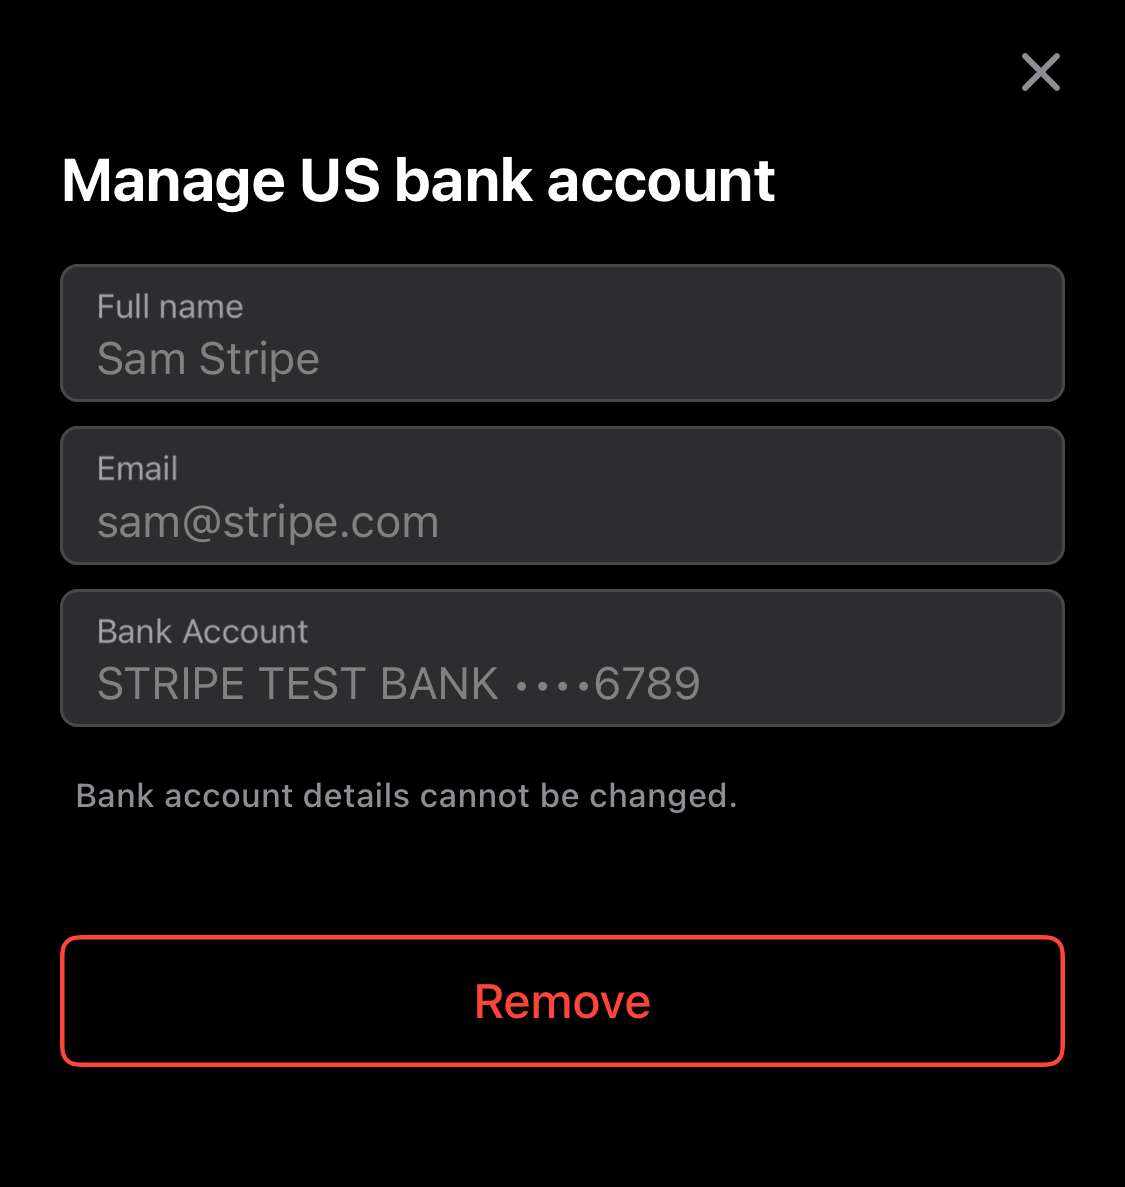 Manage US bank account
Full name
Sam Stripe
Email
sam@stripe.com
Bank Account
STRIPE TEST BANK ••••6789
Bank account details cannot be changed.
Remove